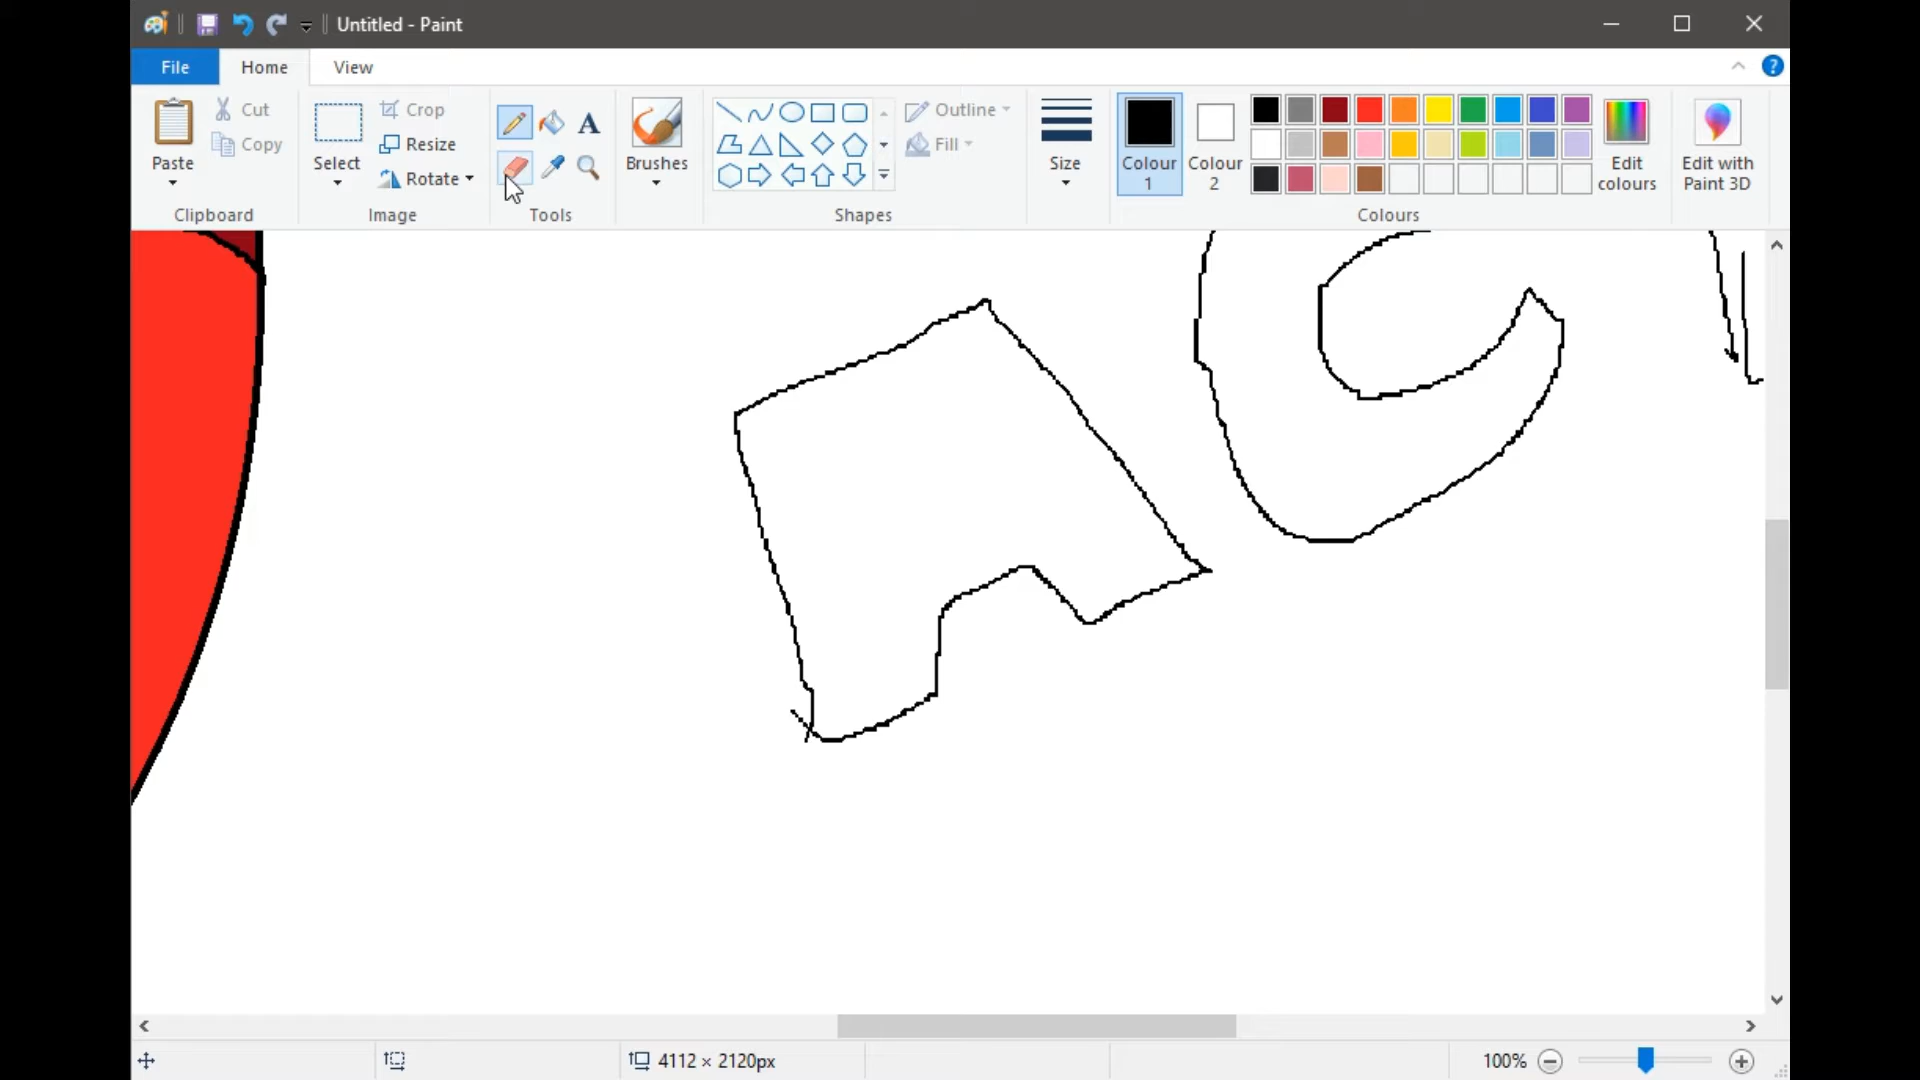 Untitled - Paint
File Home View
Paste Cut Copy Clipboard
Select Crop Resize Rotate Image
A Tools
Brushes
Outline Fill Shapes
Size
Colour 1 Colour 2 Edit colours Colours
Edit with Paint 3D
?
4112 × 2120px 100%